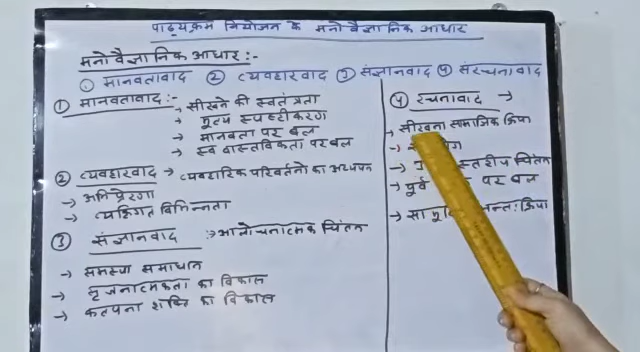 पाठ्यक्रम नियोजन के मनोवैज्ञानिक आधार
मनोवैज्ञानिक आधार :-
① मानवतावाद ② व्यवहारवाद ③ संज्ञानवाद ④ संरचनावाद
① मानवतावाद :- → सीखने की स्वतंत्रता
→ मूल्य स्पष्टीकरण
→ मानवता पर बल
→ स्व वास्तविकता पर बल
② व्यवहारवाद → व्यवहारिक परिवर्तनो का अध्ययन
→ अभिप्रेरणा
→ व्यक्तिगत विभिन्नता
③ संज्ञानवाद :→ आलोचनात्मक चिंतन
→ समस्या समाधान
→ सृजनात्मकता का विकास
→ कल्पना शक्ति का विकास
④ रचनावाद →
→ सीखना सामाजिक क्रिया
→
→ स्तरीय चिंतन
→ पूर्व पर बल
→ अन्तःक्रिया